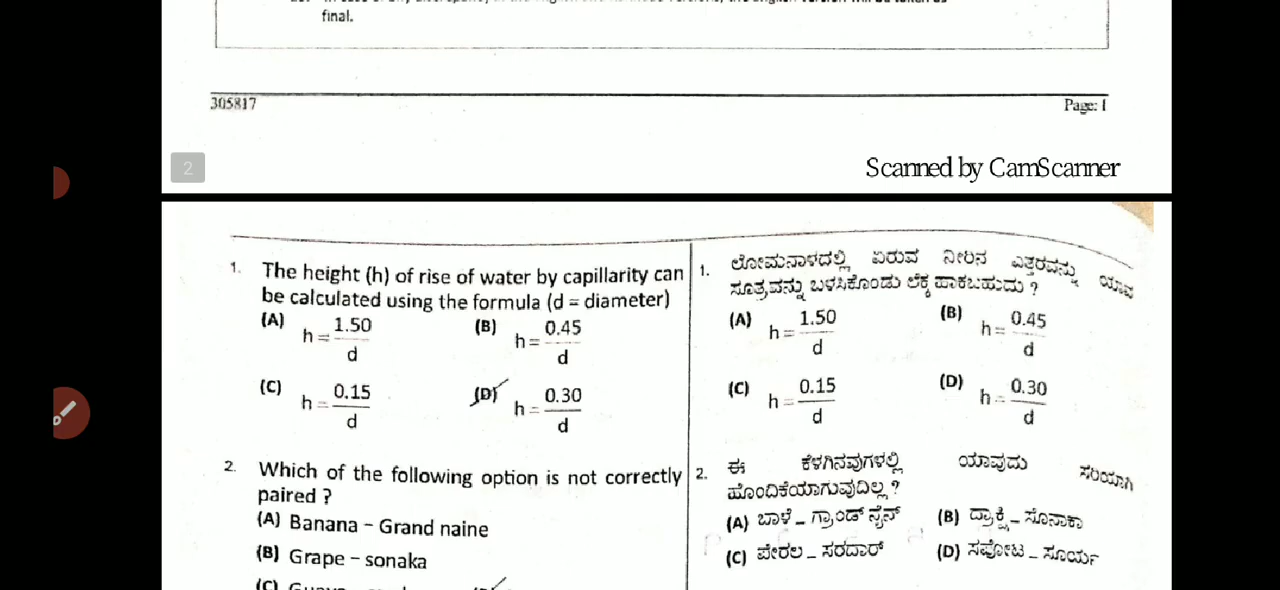 final.
305817
Page: 1
2
Scanned by CamScanner
1. The height (h) of rise of water by capillarity can
be calculated using the formula (d = diameter)
(A) h = 1.50 / d (B) h = 0.45 / d
(C) h = 0.15 / d (D) h = 0.30 / d
2. Which of the following option is not correctly
paired ?
(A) Banana – Grand naine
(B) Grape – sonaka
1. ಲೋಮನಾಳದಲ್ಲಿ ಏರುವ ನೀರಿನ ಎತ್ತರವನ್ನು ಯಾವ
ಸೂತ್ರವನ್ನು ಬಳಸಿಕೊಂಡು ಲೆಕ್ಕ ಹಾಕಬಹುದು ?
(A) h = 1.50 / d (B) h = 0.45 / d
(C) h = 0.15 / d (D) h = 0.30 / d
2. ಈ ಕೆಳಗಿನವುಗಳಲ್ಲಿ ಯಾವುದು ಸರಿಯಾಗಿ
ಹೊಂದಿಕೆಯಾಗುವುದಿಲ್ಲ ?
(A) ಬಾಳೆ – ಗ್ರಾಂಡ್ ನೈನ್ (B) ದ್ರಾಕ್ಷಿ – ಸೊನಾಕಾ
(C) ಪೇರಲ – ಸರದಾರ್ (D) ಸಪೋಟ – ಸೂರ್ಯ